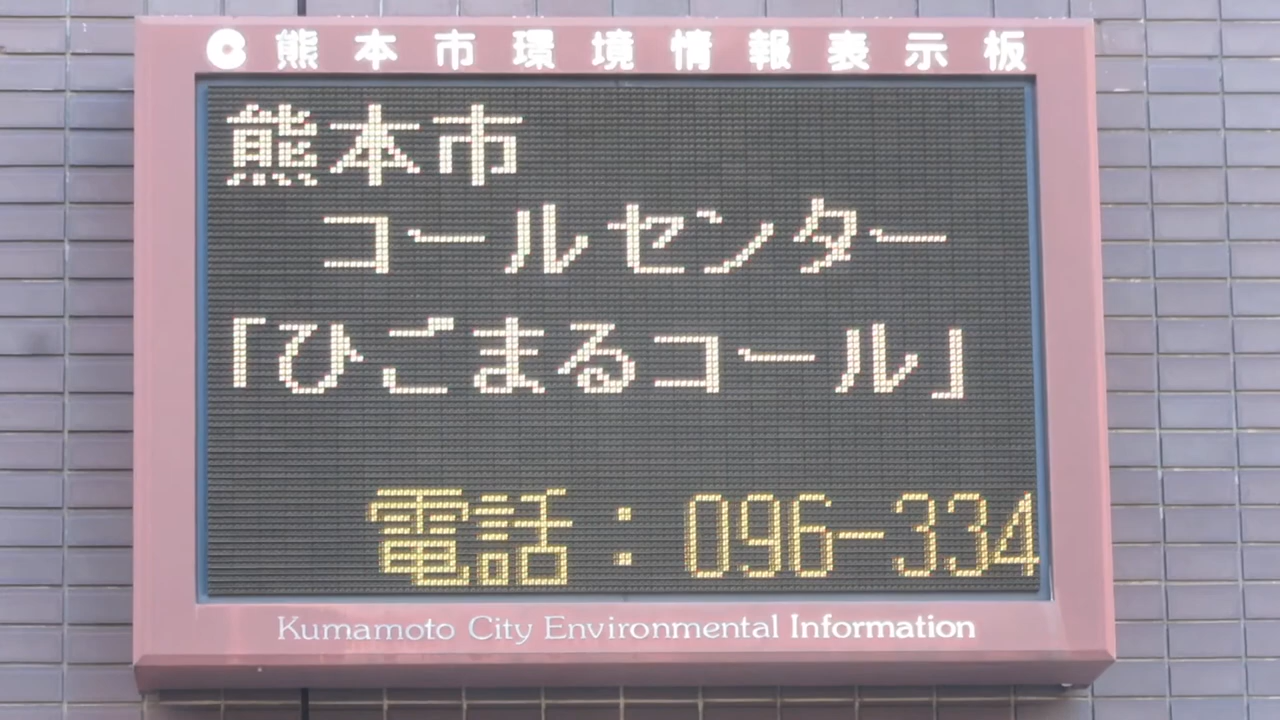 熊本市環境情報表示板
熊本市
コールセンター
「ひごまるコール」
電話：096-334
Kumamoto City Environmental Information